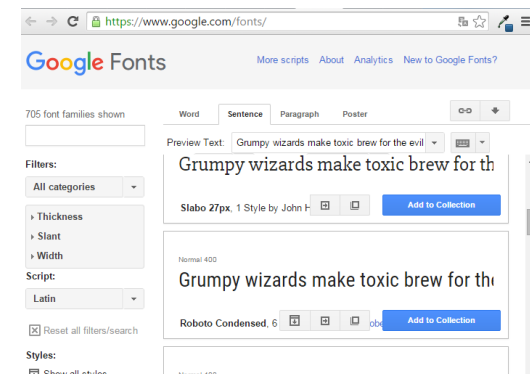 https://www.google.com/fonts/
Google Fonts
More scripts About Analytics New to Google Fonts?
705 font families shown
Word Sentence Paragraph Poster
Preview Text: Grumpy wizards make toxic brew for the evil
Filters:
All categories
Thickness
Slant
Width
Script:
Latin
Reset all filters/search
Styles:
Show all styles
Grumpy wizards make toxic brew for th
Slabo 27px, 1 Style by John H
Add to Collection
Normal 400
Grumpy wizards make toxic brew for the
Roboto Condensed, 6
Add to Collection
Normal 400